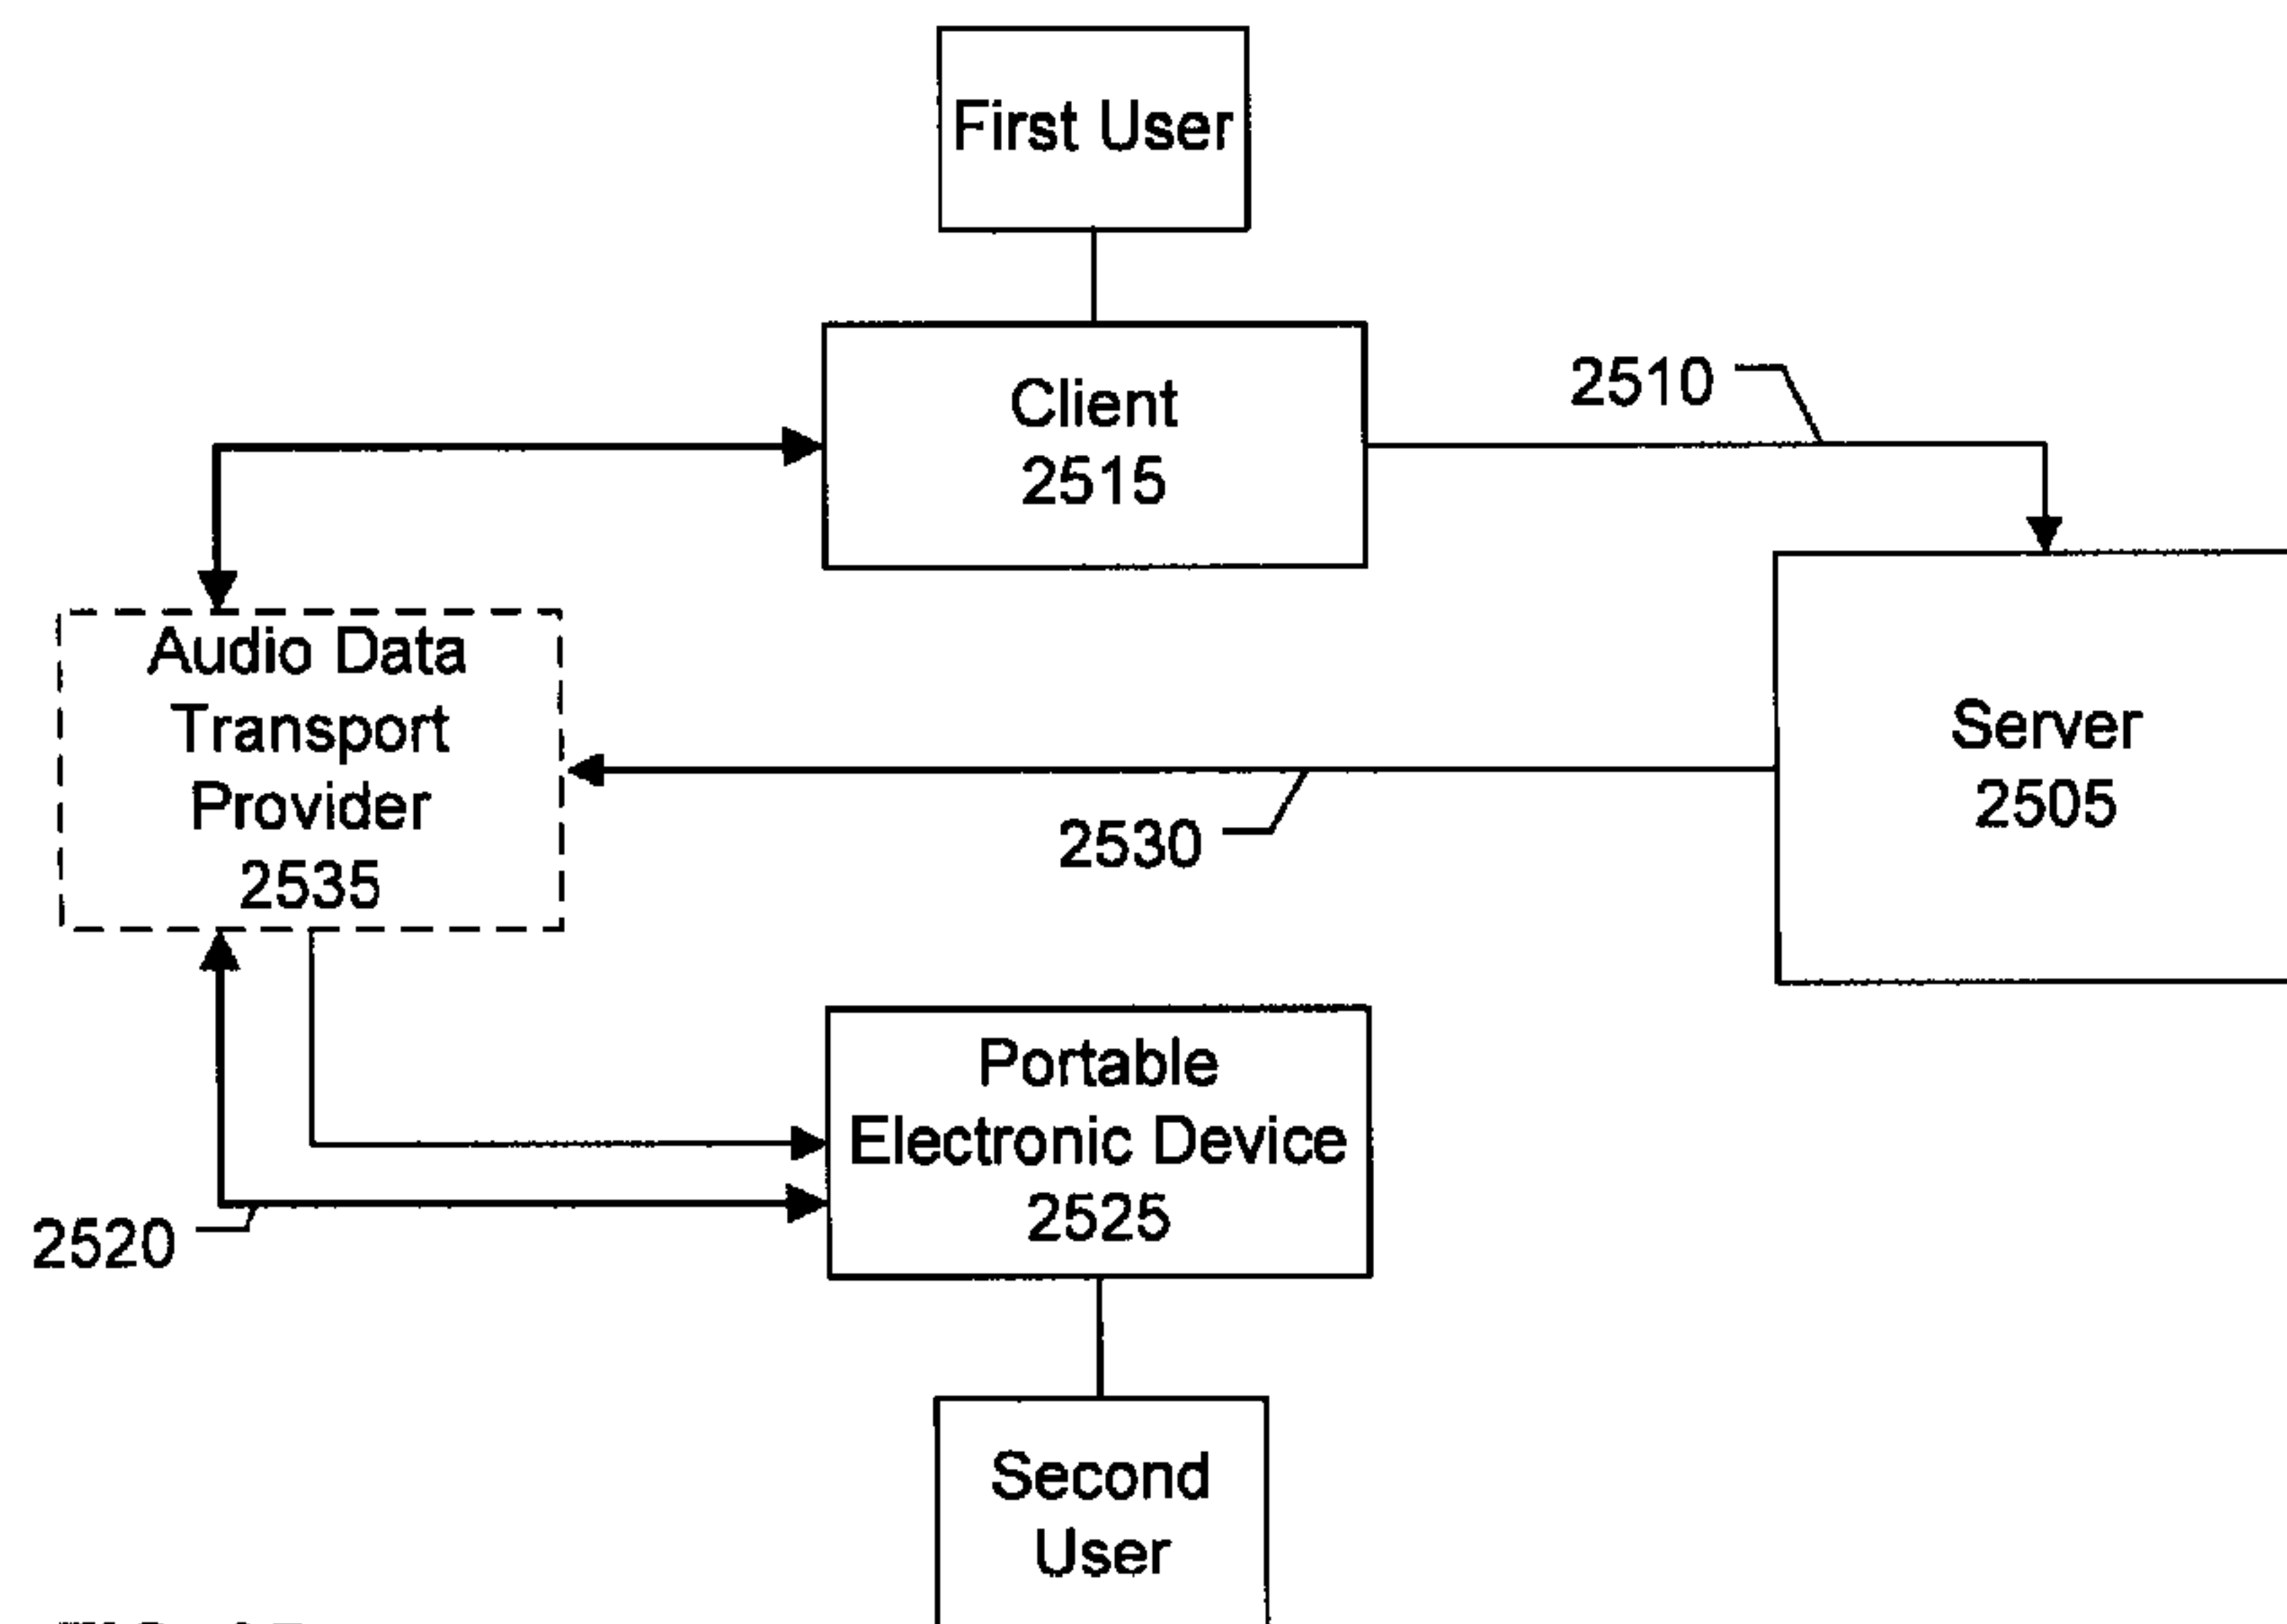 First User
Client
2515
2510
Audio Data
Transport
Provider
2535
Server
2505
2530
Portable
Electronic Device
2525
2520
Second
User